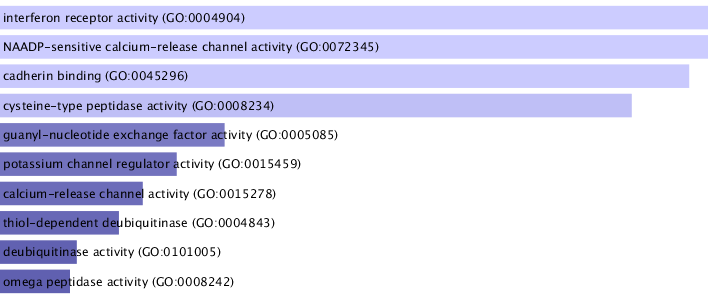 interferon receptor activity (GO:0004904)
NAADP-sensitive calcium-release channel activity (GO:0072345)
cadherin binding (GO:0045296)
cysteine-type peptidase activity (GO:0008234)
guanyl-nucleotide exchange factor activity (GO:0005085)
potassium channel regulator activity (GO:0015459)
calcium-release channel activity (GO:0015278)
thiol-dependent deubiquitinase (GO:0004843)
deubiquitinase activity (GO:0101005)
omega peptidase activity (GO:0008242)